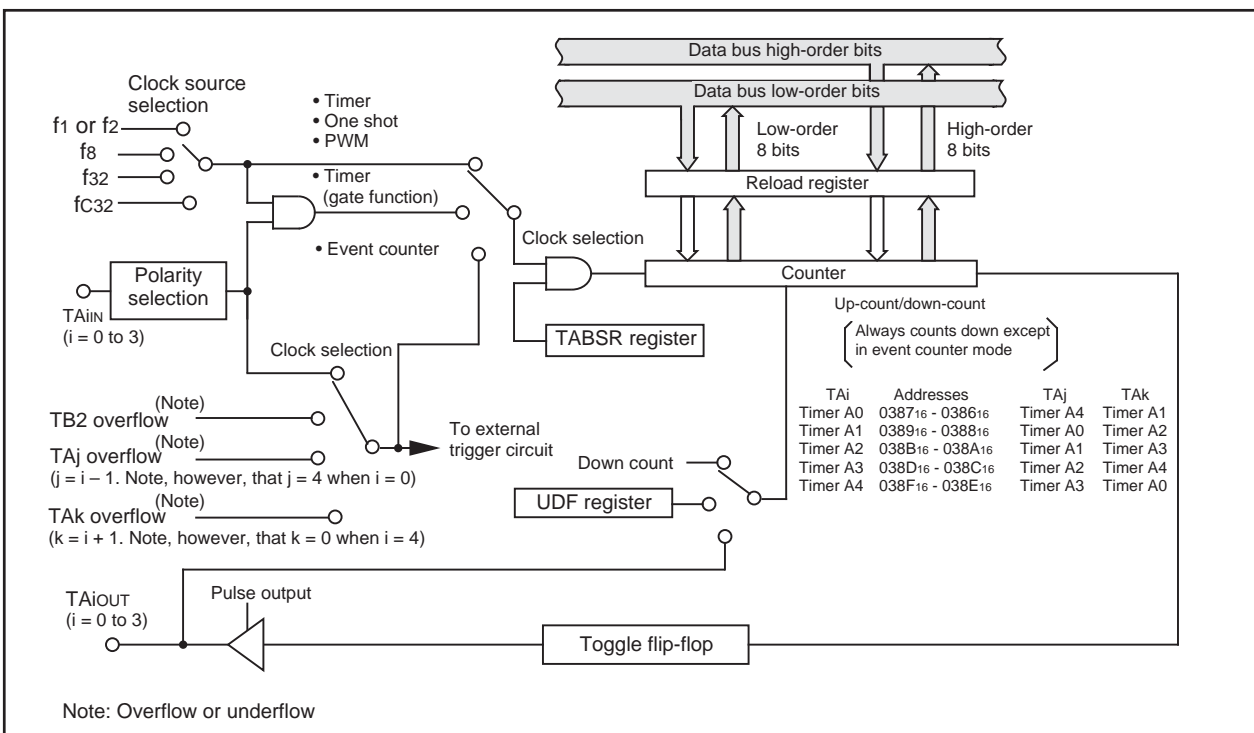 Data bus high-order bits
Data bus low-order bits
Clock source
selection
f1 or f2
f8
f32
fC32
• Timer
• One shot
• PWM
• Timer
(gate function)
• Event counter
Low-order
8 bits
High-order
8 bits
Reload register
Clock selection
Counter
Polarity
selection
TAiIN
(i = 0 to 3)
Up-count/down-count
Always counts down except
in event counter mode
TABSR register
Clock selection
TB2 overflow (Note)
TAj overflow (Note)
(j = i – 1. Note, however, that j = 4 when i = 0)
TAk overflow (Note)
(k = i + 1. Note, however, that k = 0 when i = 4)
To external
trigger circuit
TAi Addresses TAj TAk
Timer A0 038716 - 038616 Timer A4 Timer A1
Timer A1 038916 - 038816 Timer A0 Timer A2
Timer A2 038B16 - 038A16 Timer A1 Timer A3
Timer A3 038D16 - 038C16 Timer A2 Timer A4
Timer A4 038F16 - 038E16 Timer A3 Timer A0
Down count
UDF register
TAiOUT
(i = 0 to 3)
Pulse output
Toggle flip-flop
Note: Overflow or underflow